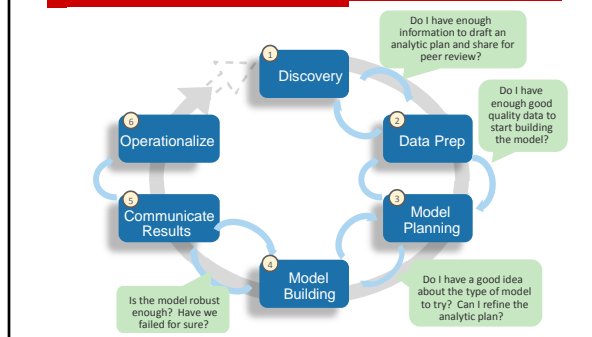 Do I have enough
information to draft an
analytic plan and share for
peer review?
1
Discovery
Do I have
enough good
quality data to
start building
the model?
2
Data Prep
3
Model
Planning
Do I have a good idea
about the type of model
to try?  Can I refine the
analytic plan?
4
Model
Building
Is the model robust
enough?  Have we
failed for sure?
5
Communicate
Results
6
Operationalize